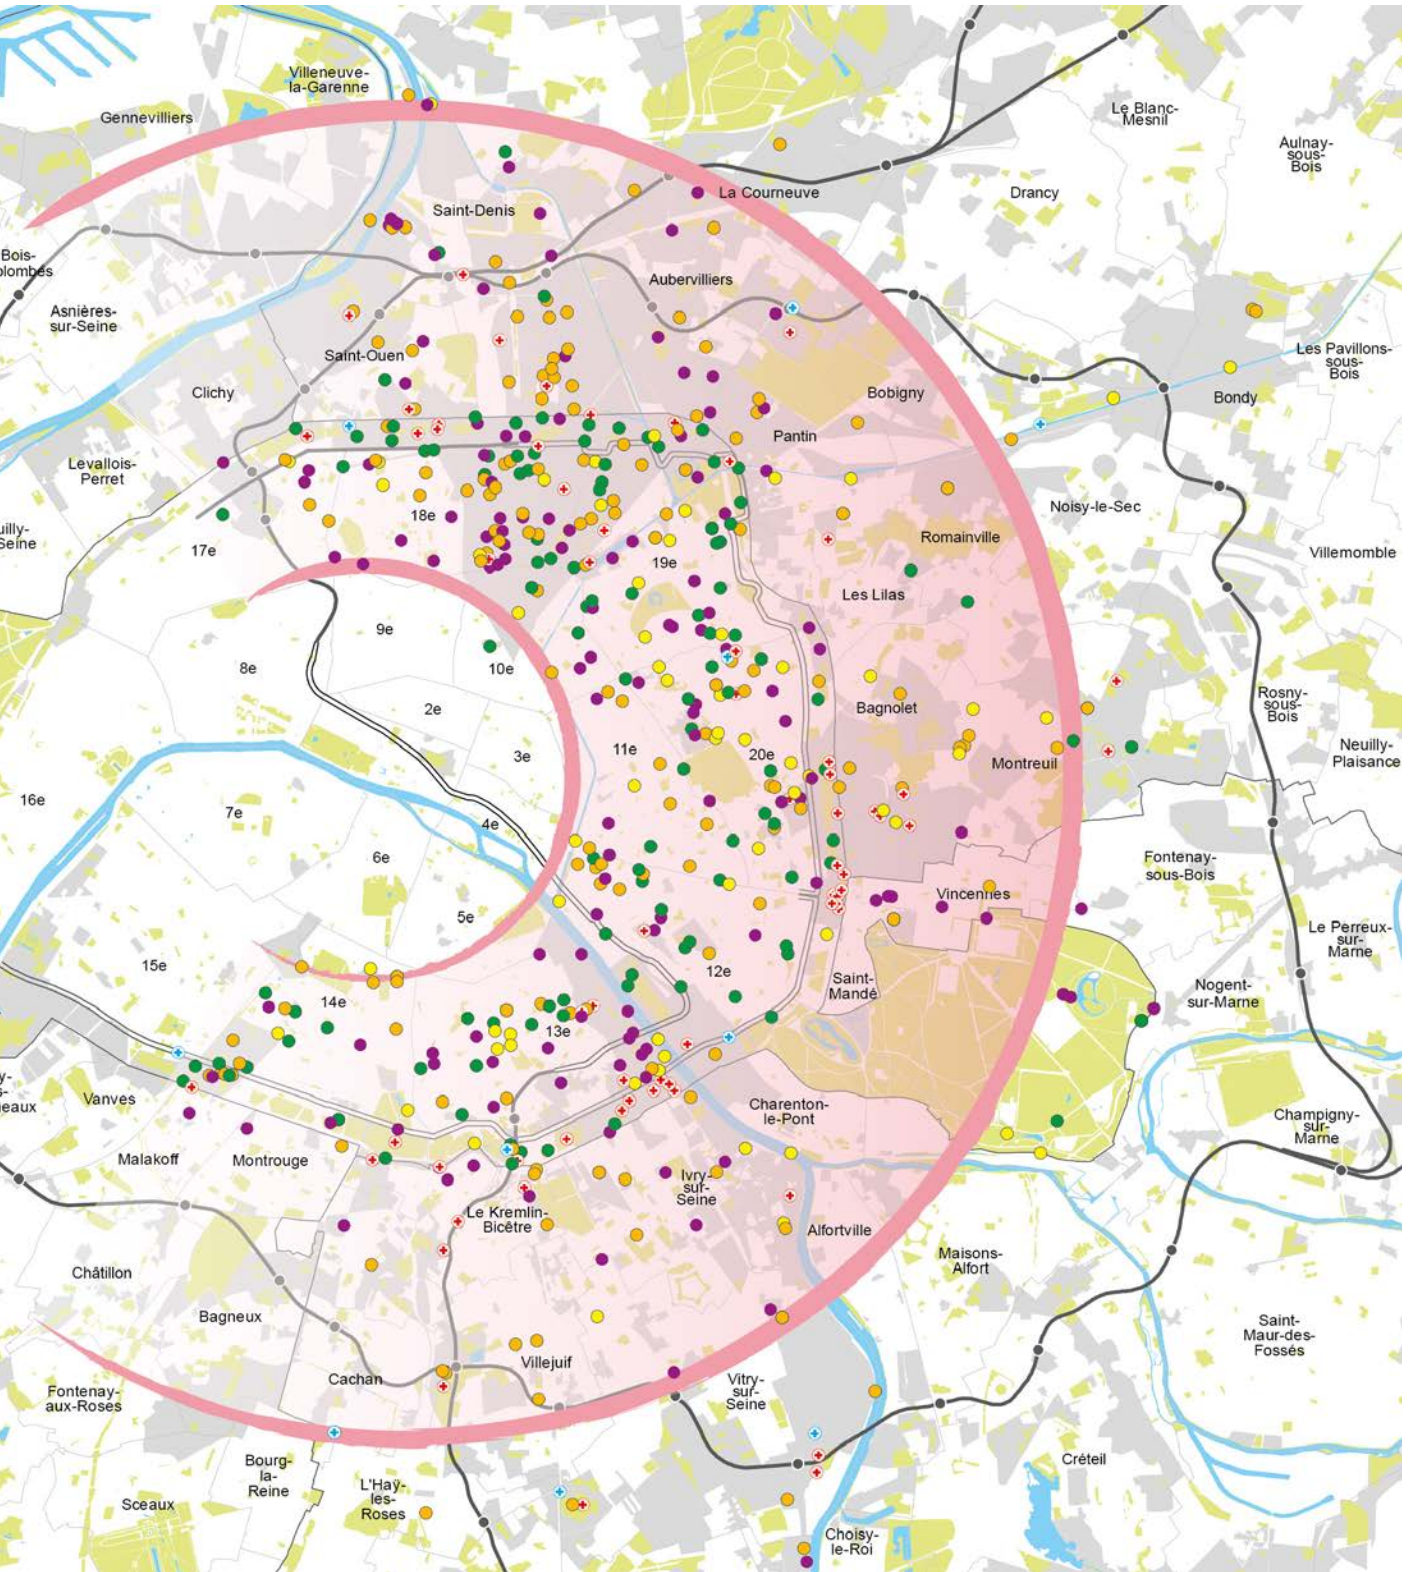 Villeneuve-
la-Garenne
Gennevilliers
Le Blanc-
Mesnil
Aulnay-
sous-
Bois
La Courneuve
Drancy
Saint-Denis
Bois-
Aubervilliers
Asnières-
sur-Seine
Saint-Ouen
Les Pavillons-
sous-
Bois
Clichy
Bobigny
Bondy
Pantin
Levallois-
Perret
18e
Noisy-le-Sec
Seine
17e
Romainville
Villemomble
19e
Les Lilas
9e
8e
10e
2e
Bagnolet
Rosny-
sous-
Bois
3e
11e
20e
Montreuil
Neuilly-
Plaisance
16e
7e
4e
6e
Fontenay-
sous-Bois
Vincennes
5e
Le Perreux-
sur-
Marne
15e
14e
12e
Saint-
Mandé
Nogent-
sur-Marne
13e
Vanves
Charenton-
le-Pont
Champigny-
sur-
Marne
Malakoff
Montrouge
Ivry-
sur-
Seine
Le Kremlin-
Bicêtre
Alfortville
Maisons-
Alfort
Châtillon
Bagneux
Saint-
Maur-des-
Fossés
Villejuif
Cachan
Vitry-
sur-
Seine
Fontenay-
aux-Roses
Bourg-
la-
Reine
Créteil
L'Haÿ-
les-
Roses
Sceaux
Choisy-
le-Roi